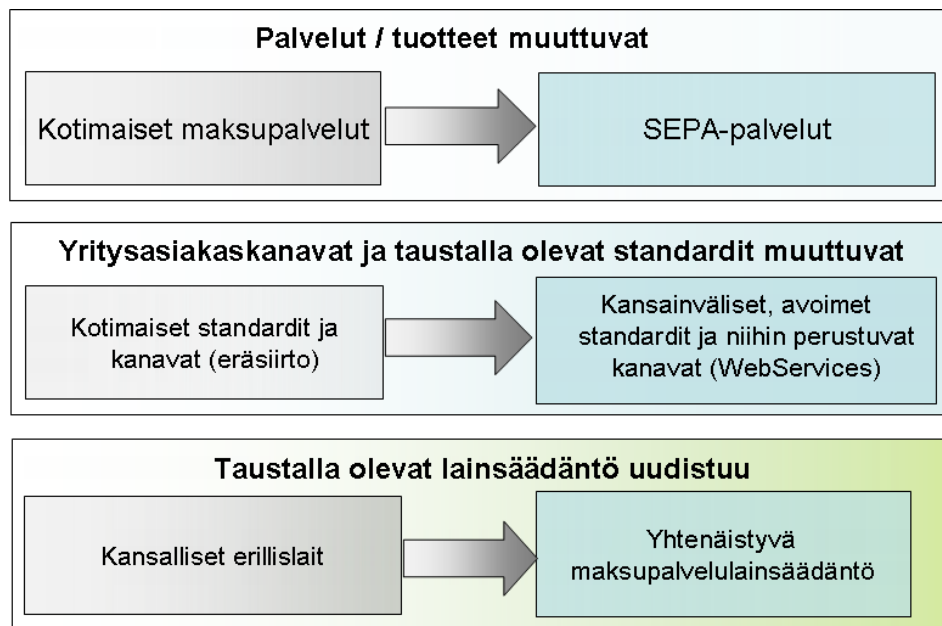 Palvelut / tuotteet muuttuvat
Kotimaiset maksupalvelut
SEPA-palvelut
Yritysasiakaskanavat ja taustalla olevat standardit muuttuvat
Kotimaiset standardit ja
kanavat (eräsiirto)
Kansainväliset, avoimet
standardit ja niihin perustuvat
kanavat (WebServices)
Taustalla olevat lainsäädäntö uudistuu
Kansalliset erillislait
Yhtenäistyvä
maksupalvelulainsäädäntö